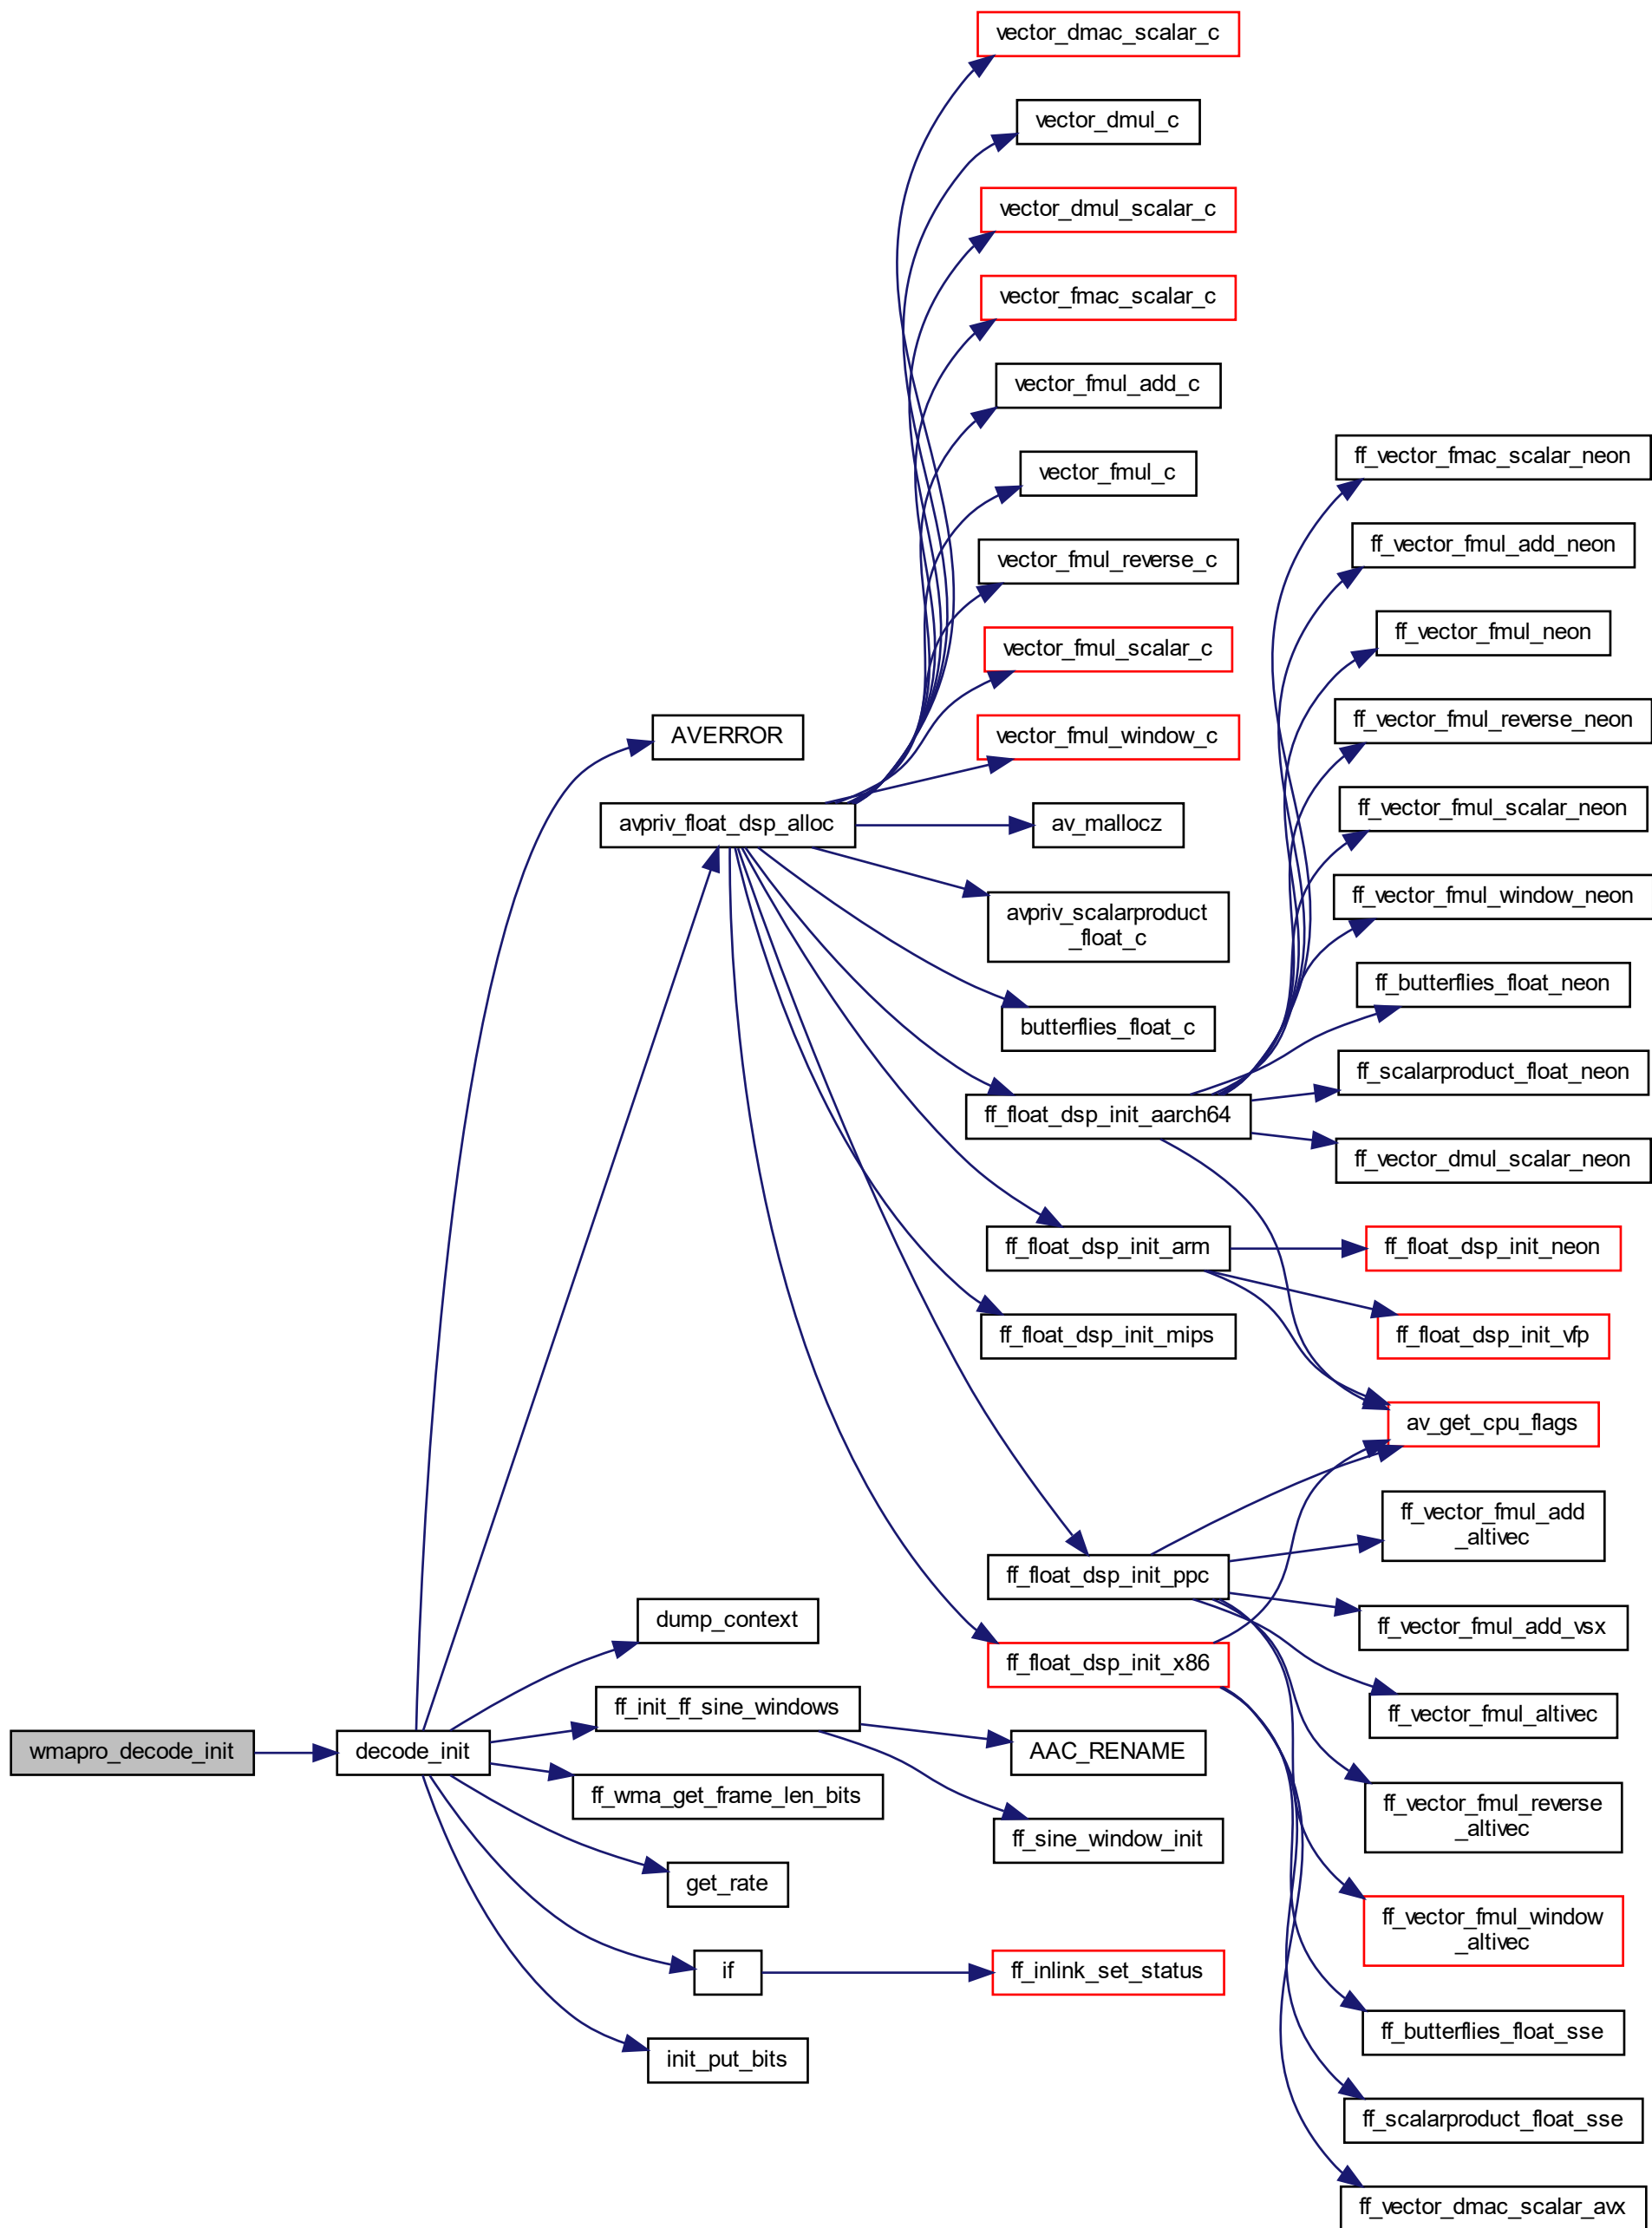 vector_dmac_scalar_c
vector_dmul_c
vector_dmul_scalar_c
vector_fmac_scalar_c
vector_fmul_add_c
vector_fmul_c
vector_fmul_reverse_c
vector_fmul_scalar_c
vector_fmul_window_c
AVERROR
avpriv_float_dsp_alloc
av_mallocz
avpriv_scalarproduct
_float_c
butterflies_float_c
ff_float_dsp_init_aarch64
ff_float_dsp_init_arm
ff_float_dsp_init_mips
ff_float_dsp_init_ppc
ff_float_dsp_init_x86
ff_vector_fmac_scalar_neon
ff_vector_fmul_add_neon
ff_vector_fmul_neon
ff_vector_fmul_reverse_neon
ff_vector_fmul_scalar_neon
ff_vector_fmul_window_neon
ff_butterflies_float_neon
ff_scalarproduct_float_neon
ff_vector_dmul_scalar_neon
ff_float_dsp_init_neon
ff_float_dsp_init_vfp
av_get_cpu_flags
ff_vector_fmul_add
_altivec
ff_vector_fmul_add_vsx
ff_vector_fmul_altivec
ff_vector_fmul_reverse
_altivec
ff_vector_fmul_window
_altivec
ff_butterflies_float_sse
ff_scalarproduct_float_sse
ff_vector_dmac_scalar_avx
wmapro_decode_init
decode_init
dump_context
ff_init_ff_sine_windows
AAC_RENAME
ff_sine_window_init
ff_wma_get_frame_len_bits
get_rate
if
ff_inlink_set_status
init_put_bits